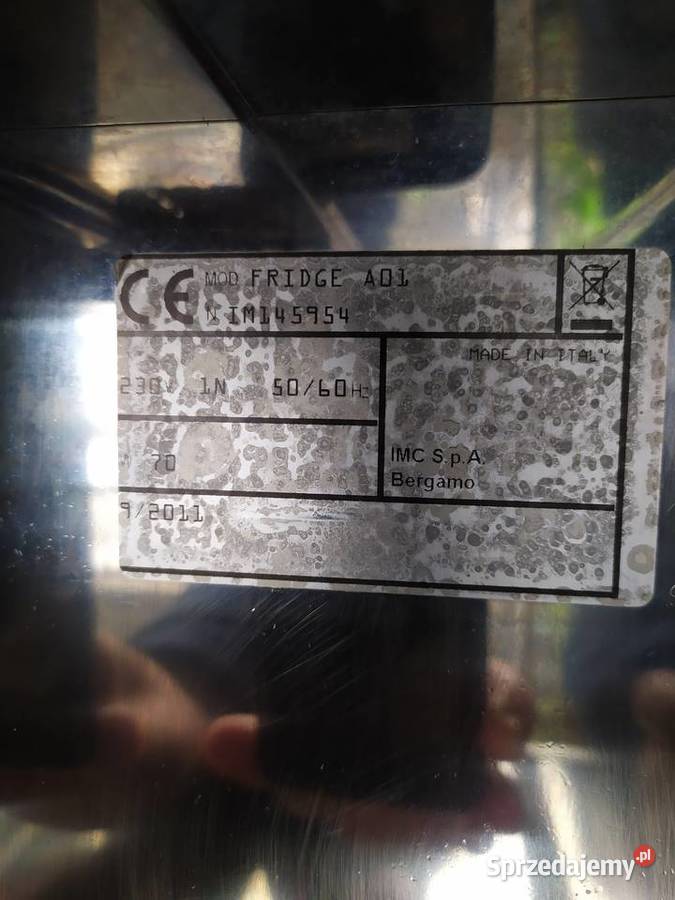 CE MOD FRIDGE A01
N IM145954
MADE IN ITALY
230V 1N 50/60Hz
70
IMC S.p.A.
Bergamo
9/2011
Sprzedajemy.pl